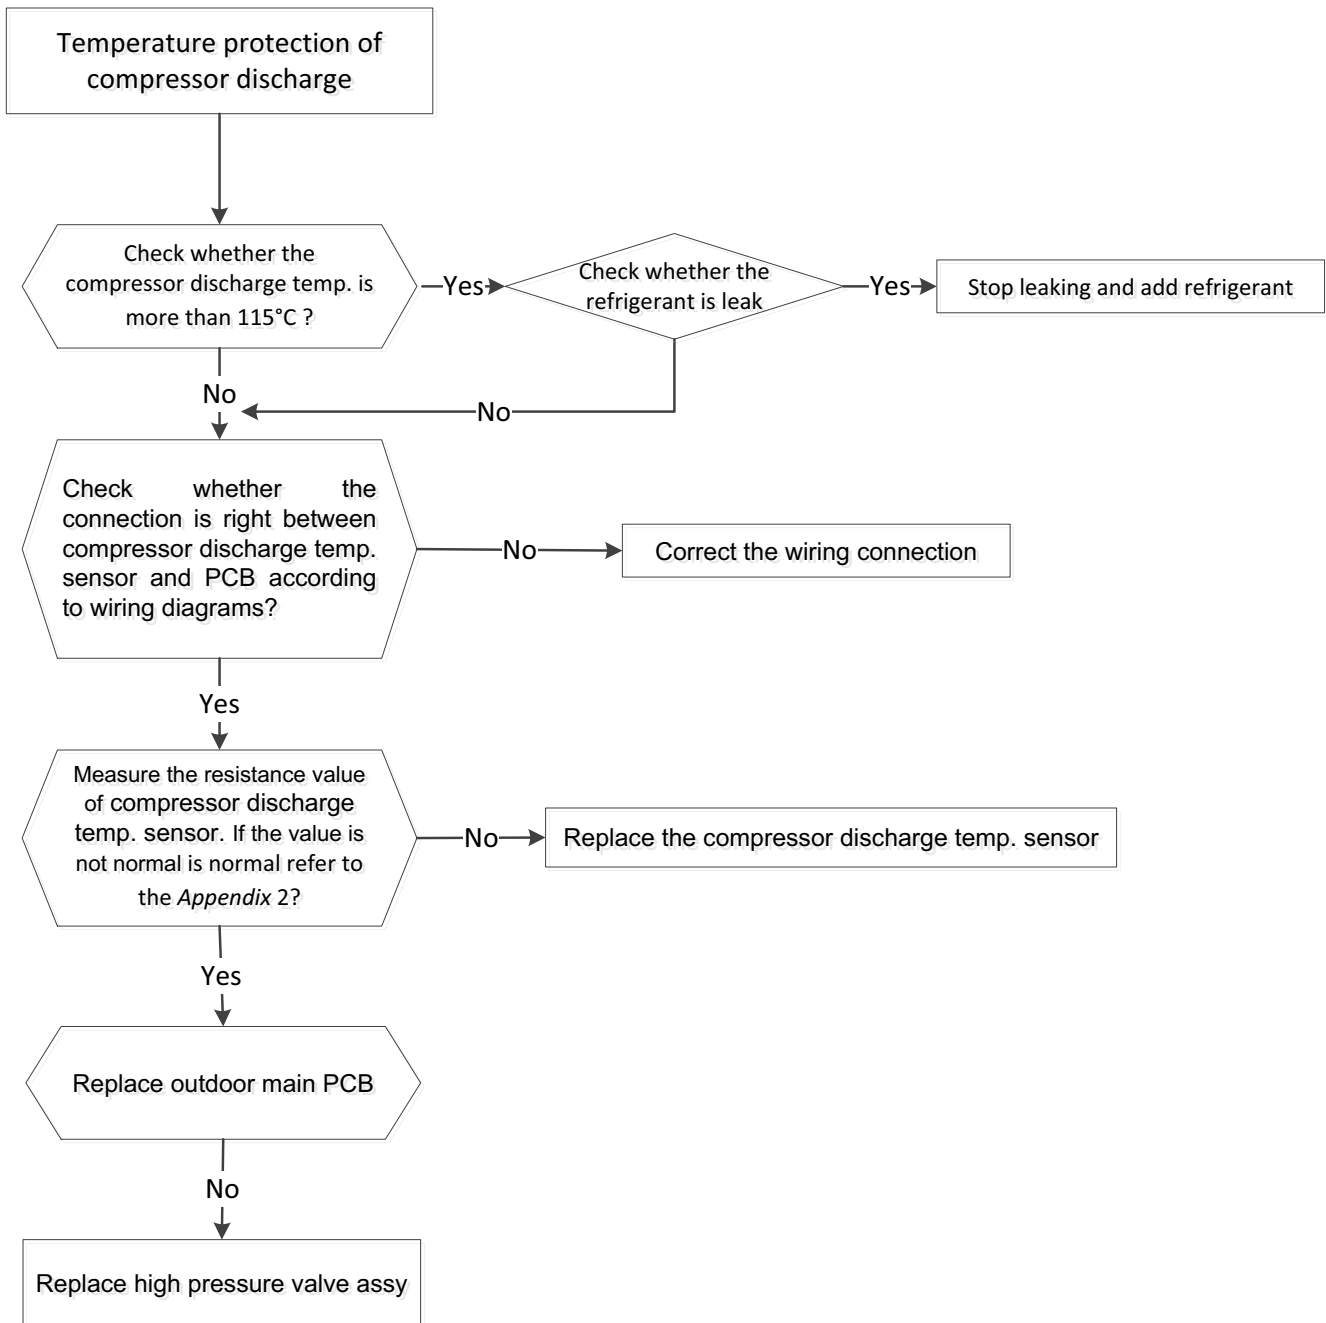 Temperature protection of
compressor discharge
Check whether the
compressor discharge temp. is
more than 115°C ?
Yes
Check whether the
refrigerant is leak
Yes
Stop leaking and add refrigerant
No
No
Check whether the
connection is right between
compressor discharge temp.
sensor and PCB according
to wiring diagrams?
No
Correct the wiring connection
Yes
Measure the resistance value
of compressor discharge
temp. sensor. If the value is
not normal is normal refer to
the Appendix 2?
No
Replace the compressor discharge temp. sensor
Yes
Replace outdoor main PCB
No
Replace high pressure valve assy